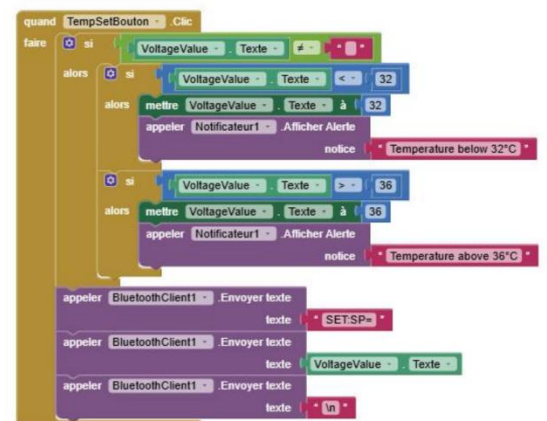 quand TempSetBouton .Clic
faire si VoltageValue . Texte ≠ " "
alors si VoltageValue . Texte < 32
alors mettre VoltageValue . Texte à 32
appeler Notificateur1 .Afficher Alerte
notice " Temperature below 32°C "
si VoltageValue . Texte > 36
alors mettre VoltageValue . Texte à 36
appeler Notificateur1 .Afficher Alerte
notice " Temperature above 36°C "
appeler BluetoothClient1 .Envoyer texte
texte " SET:SP= "
appeler BluetoothClient1 .Envoyer texte
texte VoltageValue . Texte
appeler BluetoothClient1 .Envoyer texte
texte " \n "